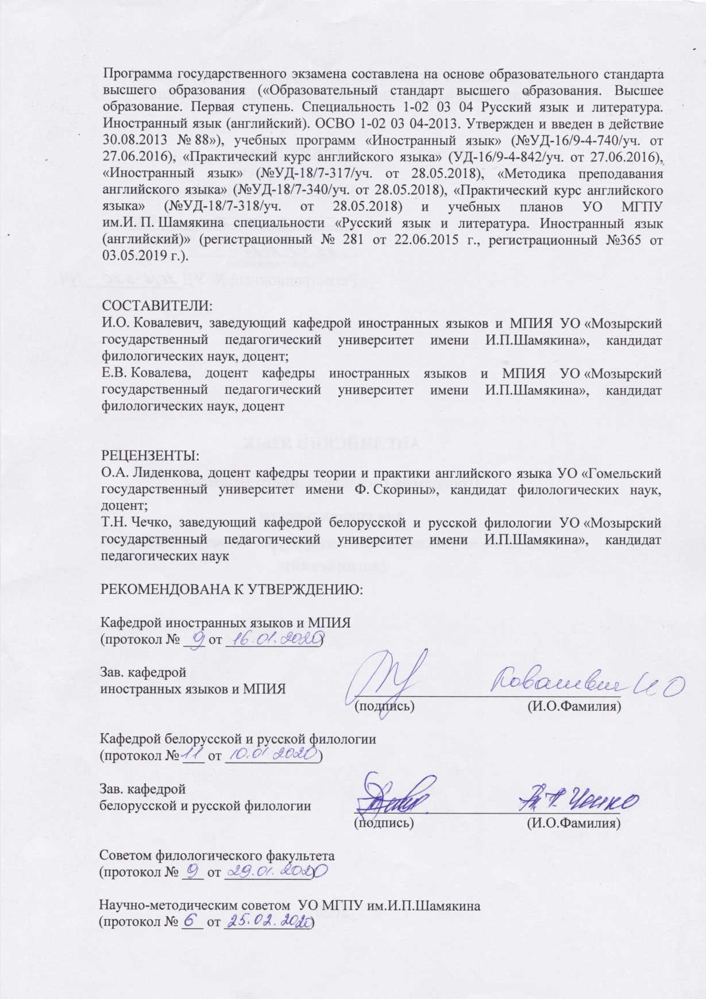 Программа государственного экзамена составлена на основе образовательного стандарта
высшего образования («Образовательный стандарт высшего образования. Высшее
образование. Первая ступень. Специальность 1-02 03 04 Русский язык и литература.
Иностранный язык (английский). ОСВО 1-02 03 04-2013. Утвержден и введен в действие
30.08.2013 № 88»), учебных программ «Иностранный язык» (№УД-16/9-4-740/уч. от
27.06.2016), «Практический курс английского языка» (УД-16/9-4-842/уч. от 27.06.2016),
«Иностранный язык» (№УД-18/7-317/уч. от 28.05.2018), «Методика преподавания
английского языка» (№УД-18/7-340/уч. от 28.05.2018), «Практический курс английского
языка» (№УД-18/7-318/уч. от 28.05.2018) и учебных планов УО МГПУ
им.И. П. Шамякина специальности «Русский язык и литература. Иностранный язык
(английский)» (регистрационный № 281 от 22.06.2015 г., регистрационный №365 от
03.05.2019 г.).
СОСТАВИТЕЛИ:
И.О. Ковалевич, заведующий кафедрой иностранных языков и МПИЯ УО «Мозырский
государственный педагогический университет имени И.П.Шамякина», кандидат
филологических наук, доцент;
Е.В. Ковалева, доцент кафедры иностранных языков и МПИЯ УО «Мозырский
государственный педагогический университет имени И.П.Шамякина», кандидат
филологических наук, доцент
РЕЦЕНЗЕНТЫ:
О.А. Лиденкова, доцент кафедры теории и практики английского языка УО «Гомельский
государственный университет имени Ф. Скорины», кандидат филологических наук,
доцент;
Т.Н. Чечко, заведующий кафедрой белорусской и русской филологии УО «Мозырский
государственный педагогический университет имени И.П.Шамякина», кандидат
педагогических наук
РЕКОМЕНДОВАНА К УТВЕРЖДЕНИЮ:
Кафедрой иностранных языков и МПИЯ
(протокол № 9 от 16.01.2020)
Зав. кафедрой
иностранных языков и МПИЯ Ковалевич И О
(подпись) (И.О.Фамилия)
Кафедрой белорусской и русской филологии
(протокол № 11 от 10.01 2020)
Зав. кафедрой
белорусской и русской филологии Чечко
(подпись) (И.О.Фамилия)
Советом филологического факультета
(протокол № 9 от 29.01.2020)
Научно-методическим советом УО МГПУ им.И.П.Шамякина
(протокол № 6 от 25.02.2020)